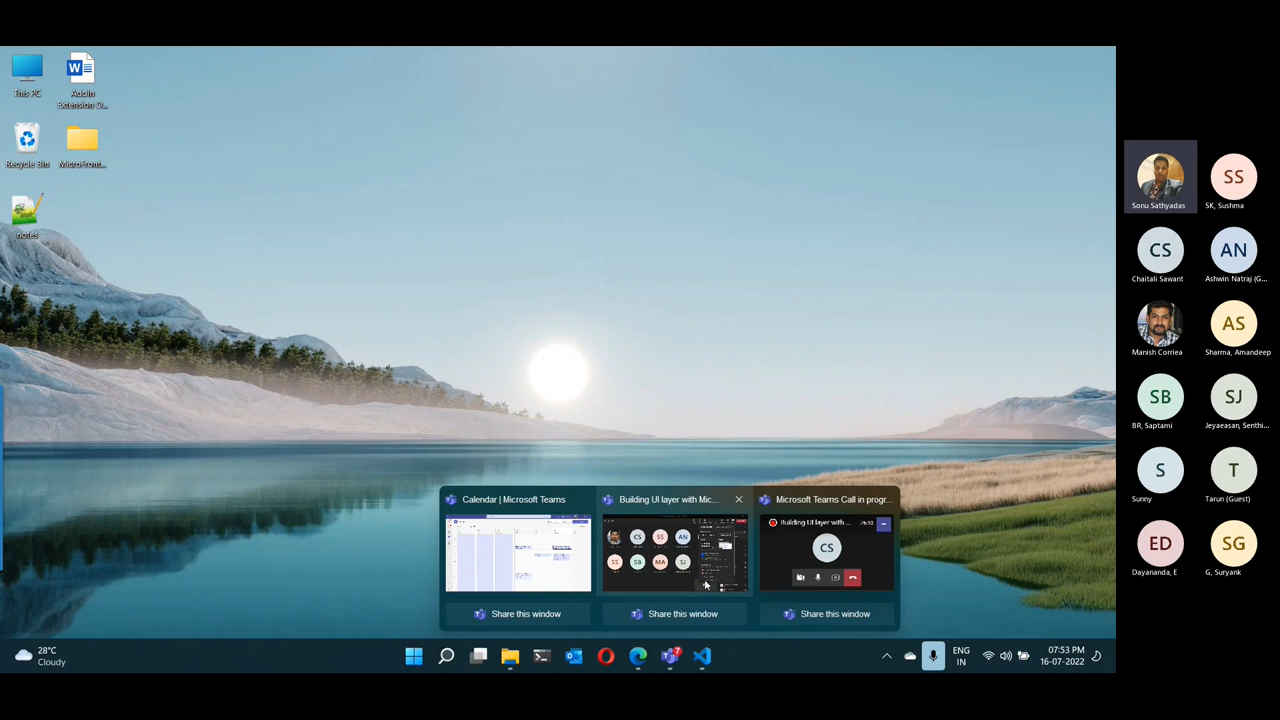 This PC
Addin
Extension D...
Recycle Bin
MicroFront...
notes
Calendar | Microsoft Teams
Building UI layer with Mic...
Microsoft Teams Call in progr...
Building UI layer with ...
CS
CS
SS
AN
SS
SB
MA
SJ
Share this window
Share this window
Share this window
28°C
Cloudy
7
ENG
IN
07:53 PM
16-07-2022
Sonu Sathyadas
SS
SK, Sushma
CS
Chaitali Sawant
AN
Ashwin Natraj (G...
Manish Corriea
AS
Sharma, Amandeep
SB
BR, Saptami
SJ
Jeyaeasan, Senthi...
S
Sunny
T
Tarun (Guest)
ED
Dayananda, E
SG
G, Suryank